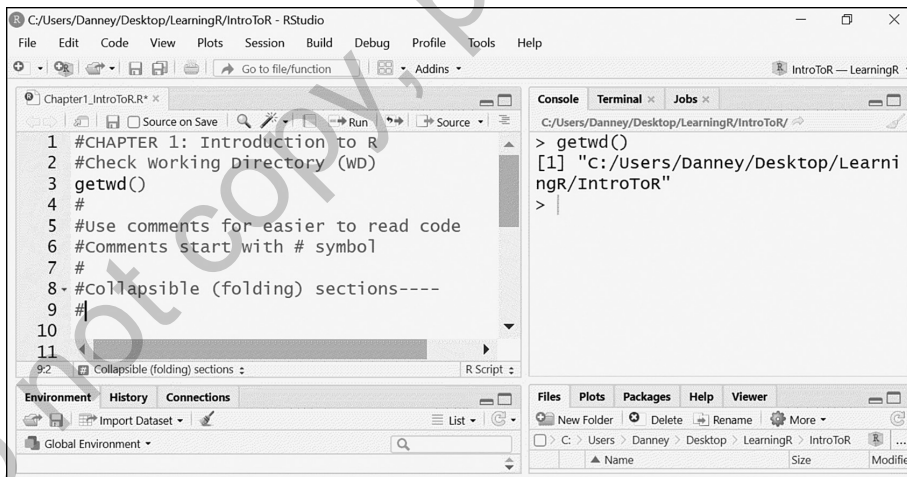 C:/Users/Danney/Desktop/LearningR/IntroToR - RStudio
File Edit Code View Plots Session Build Debug Profile Tools Help
Go to file/function Addins IntroToR — LearningR
Chapter1_IntroToR.R*
Source on Save Run Source
1 #CHAPTER 1: Introduction to R
2 #Check Working Directory (WD)
3 getwd()
4 #
5 #Use comments for easier to read code
6 #Comments start with # symbol
7 #
8 #Collapsible (folding) sections----
9 #
10
11
9:2 Collapsible (folding) sections R Script
Console Terminal Jobs
C:/Users/Danney/Desktop/LearningR/IntroToR/
> getwd()
[1] "C:/Users/Danney/Desktop/Learni
ngR/IntroToR"
>
Environment History Connections
Import Dataset List
Global Environment
Files Plots Packages Help Viewer
New Folder Delete Rename More
C: > Users > Danney > Desktop > LearningR > IntroToR ...
Name Size Modifie
not copy, p